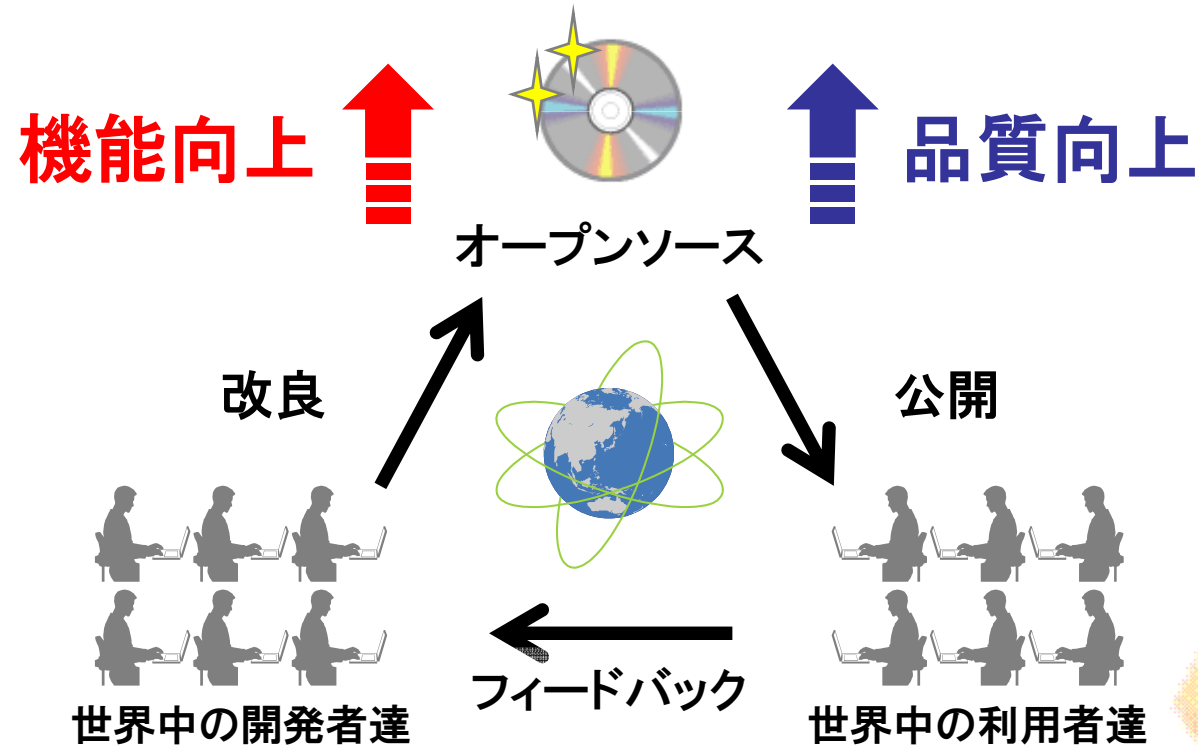 機能向上
品質向上
オープンソース
改良
公開
フィードバック
世界中の開発者達
世界中の利用者達